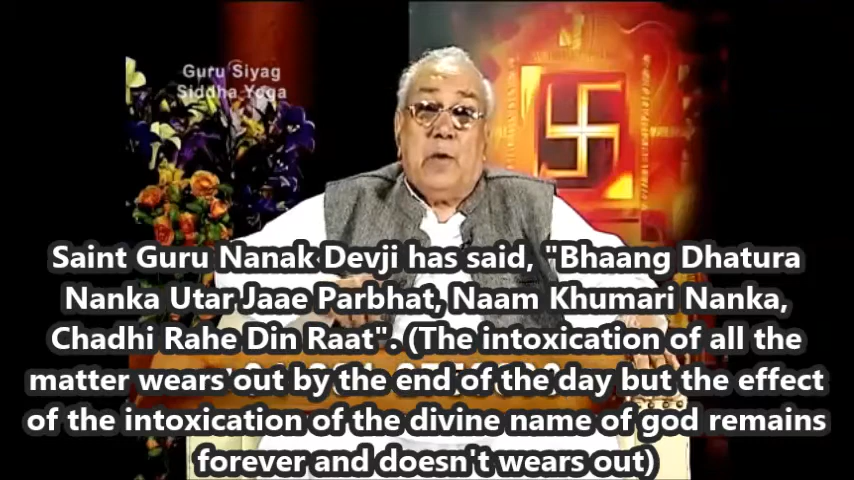 Guru Siyag
Siddha Yoga
Saint Guru Nanak Devji has said, "Bhaang Dhatura
Nanka Utar Jaae Parbhat, Naam Khumari Nanka,
Chadhi Rahe Din Raat". (The intoxication of all the
matter wears out by the end of the day but the effect
of the intoxication of the divine name of god remains
forever and doesn't wears out)